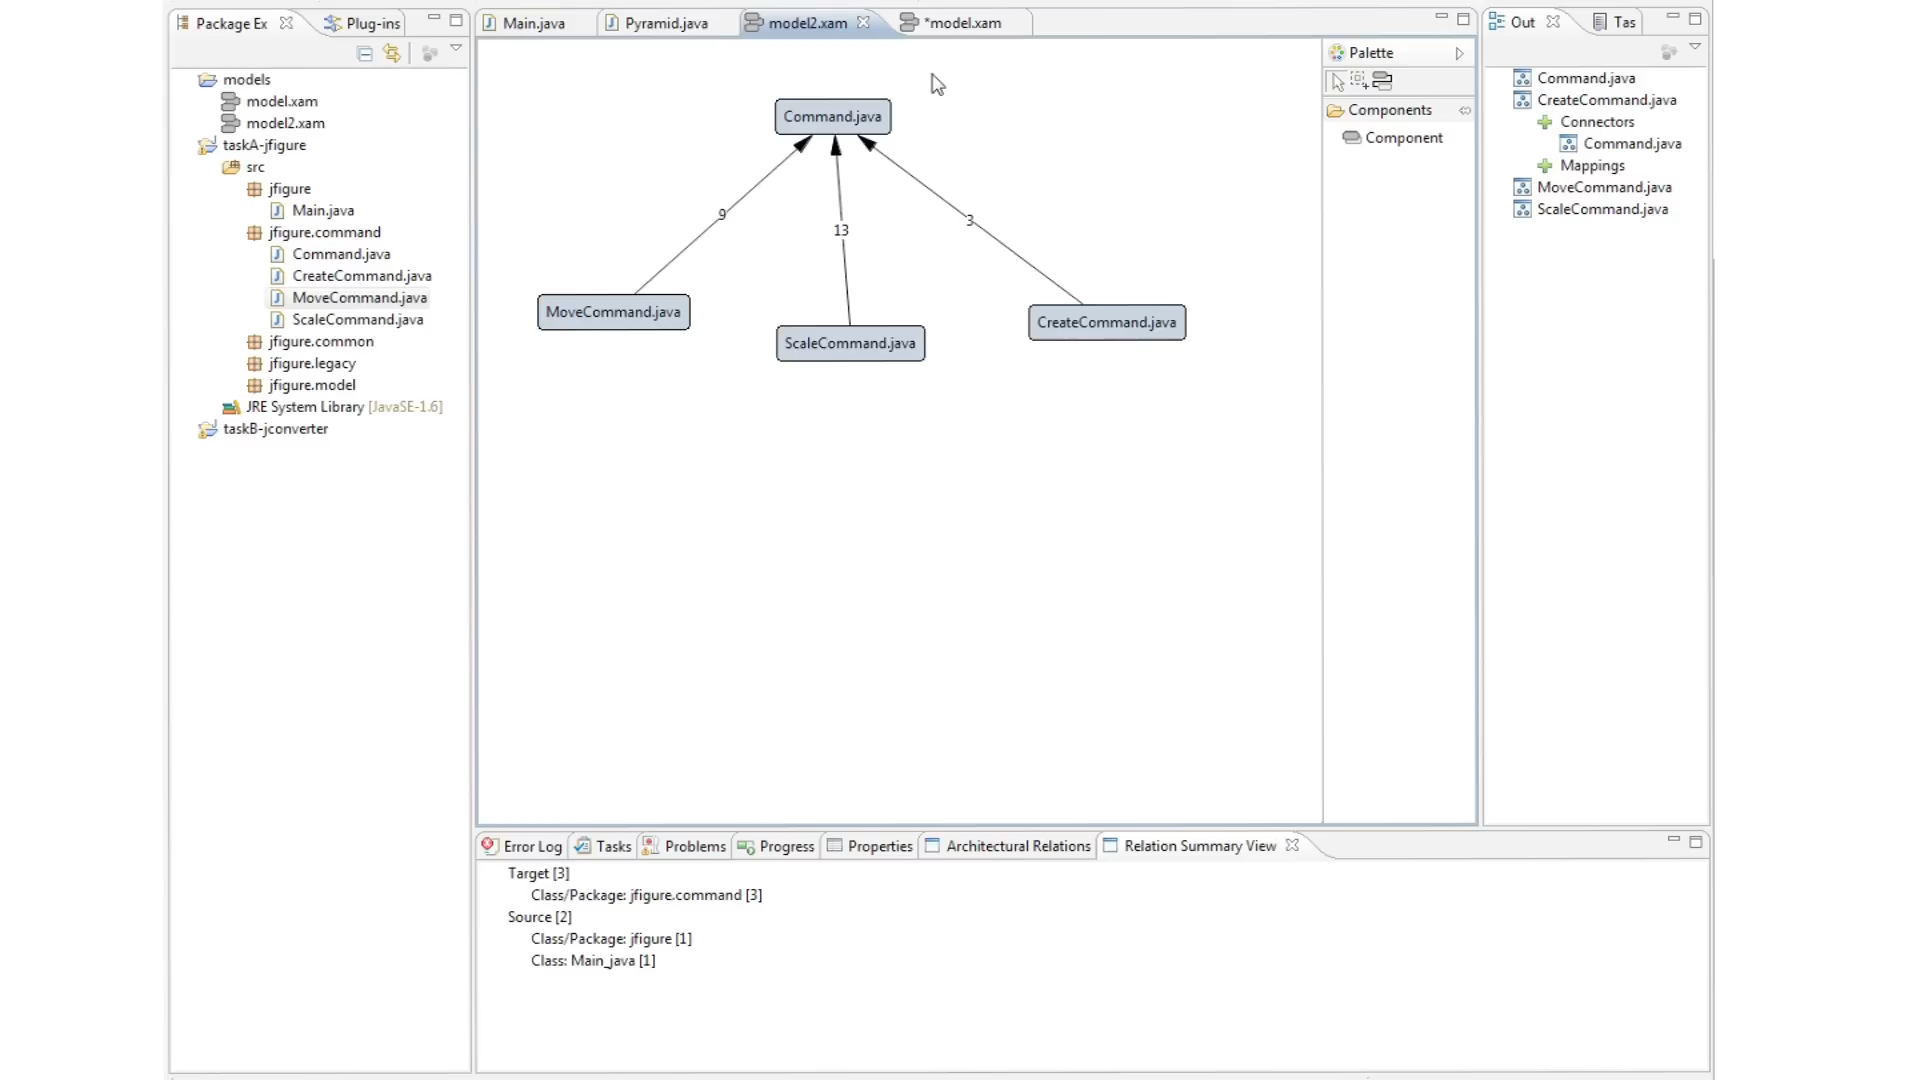 Package Ex
Plug-ins
models
model.xam
model2.xam
taskA-jfigure
src
jfigure
Main.java
jfigure.command
Command.java
CreateCommand.java
MoveCommand.java
ScaleCommand.java
jfigure.common
jfigure.legacy
jfigure.model
JRE System Library [JavaSE-1.6]
taskB-jconverter
Main.java
Pyramid.java
model2.xam
*model.xam
Command.java
9
13
3
MoveCommand.java
ScaleCommand.java
CreateCommand.java
Palette
Components
Component
Out
Tas
Command.java
CreateCommand.java
Connectors
Command.java
Mappings
MoveCommand.java
ScaleCommand.java
Error Log
Tasks
Problems
Progress
Properties
Architectural Relations
Relation Summary View
Target [3]
Class/Package: jfigure.command [3]
Source [2]
Class/Package: jfigure [1]
Class: Main_java [1]